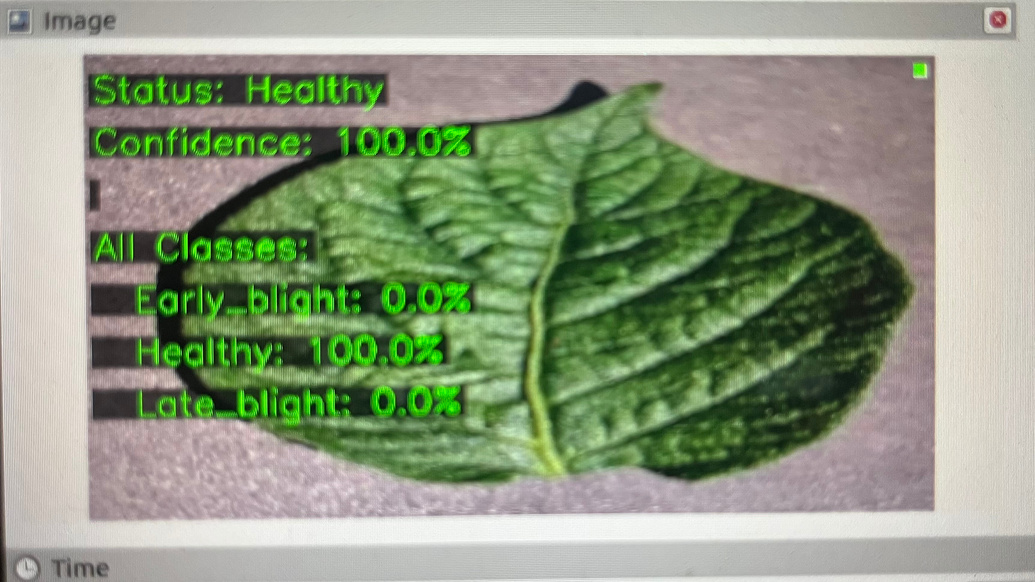 Image
Status: Healthy
Confidence: 100.0%
All Classes:
Early_blight: 0.0%
Healthy: 100.0%
Late_blight: 0.0%
Time